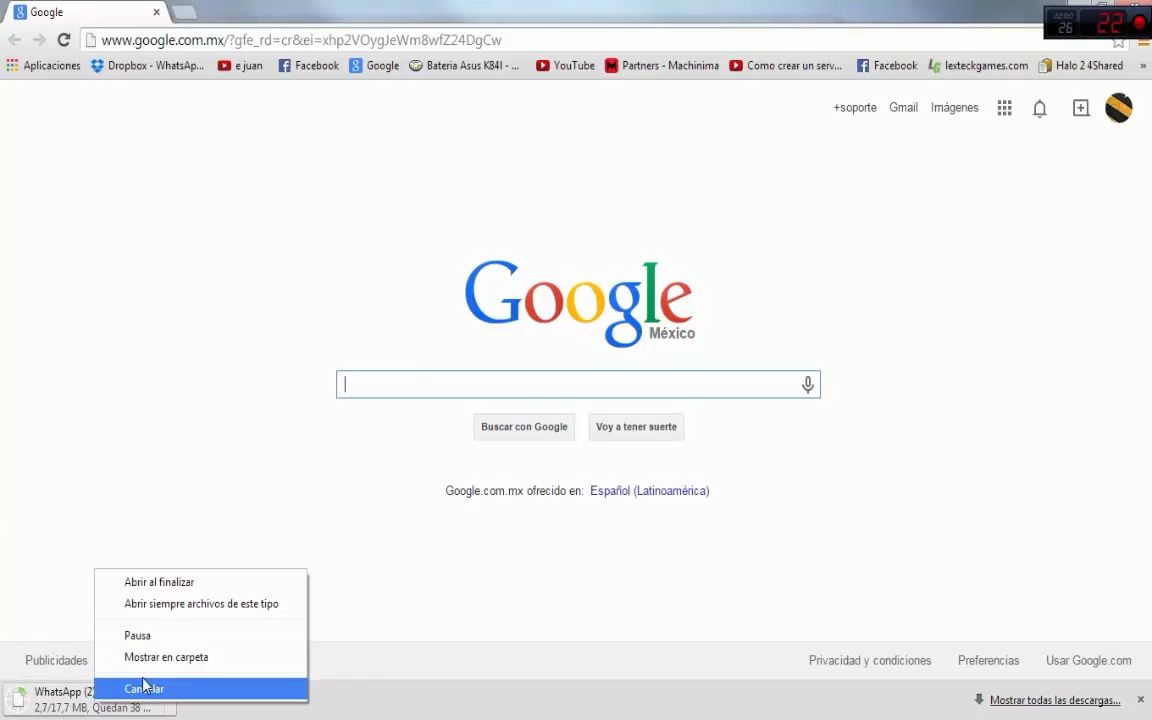 Google
www.google.com.mx/?gfe_rd=cr&ei=xhp2VOygJeWm8wfZ24DgCw
Aplicaciones
Dropbox - WhatsAp...
e juan
Facebook
Google
Bateria Asus K84I - ...
YouTube
Partners - Machinima
Como crear un serv...
Facebook
lexteckgames.com
Halo 2 4Shared
»
26
22
+soporte
Gmail
Imágenes
Google
México
Buscar con Google
Voy a tener suerte
Google.com.mx ofrecido en: Español (Latinoamérica)
Abrir al finalizar
Abrir siempre archivos de este tipo
Pausa
Mostrar en carpeta
Cancelar
Publicidades
Privacidad y condiciones
Preferencias
Usar Google.com
WhatsApp (2)
2,7/17,7 MB, Quedan 38 ...
Mostrar todas las descargas...